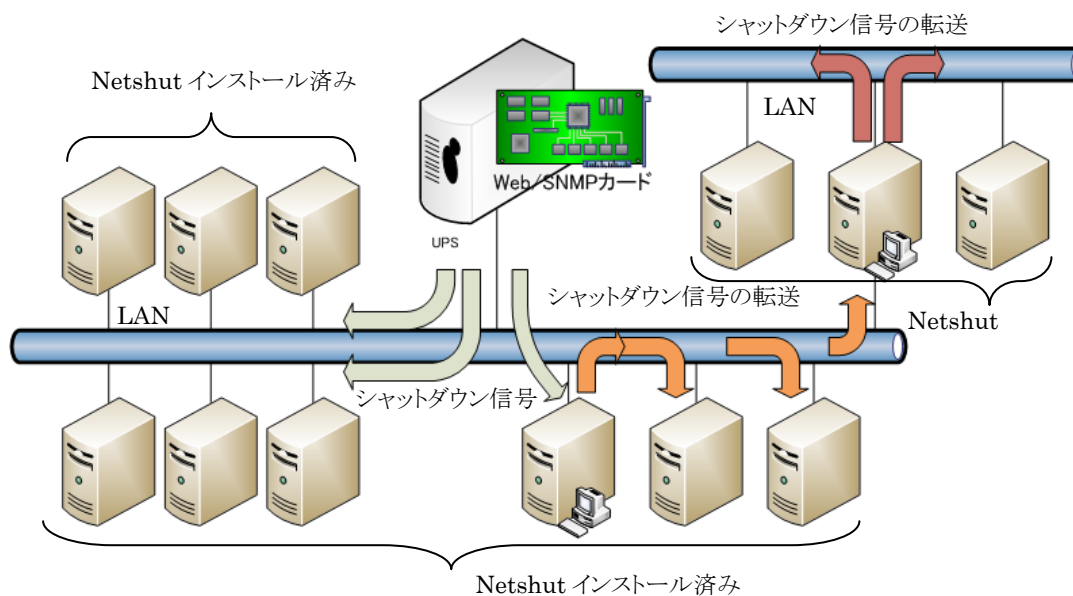 シャットダウン信号の転送
Netshut インストール済み
LAN
Web/SNMPカード
UPS
シャットダウン信号の転送
LAN
Netshut
シャットダウン信号
Netshut インストール済み